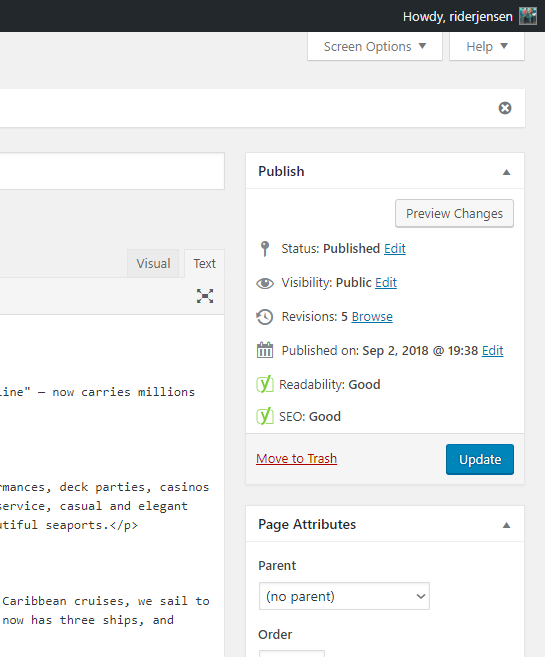 Howdy, riderjensen
Screen Options ▼
Help ▼
Publish
Preview Changes
Status: Published Edit
Visual
Text
Visibility: Public Edit
Revisions: 5 Browse
Published on: Sep 2, 2018 @ 19:38 Edit
Readability: Good
line" — now carries millions
SEO: Good
Move to Trash
Update
rmances, deck parties, casinos
service, casual and elegant
utiful seaports.</p>
Page Attributes
Parent
(no parent)
Caribbean cruises, we sail to
now has three ships, and
Order